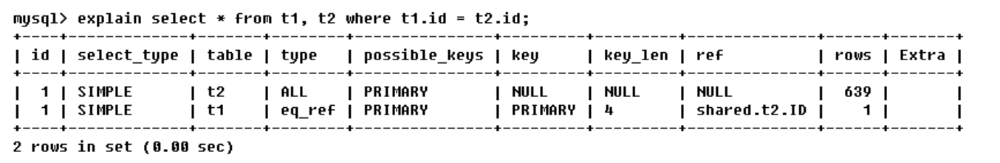 mysql> explain select * from t1, t2 where t1.id = t2.id;
+----+-------------+-------+--------+---------------+---------+---------+--------------+------+-------+
| id | select_type | table | type | possible_keys | key | key_len | ref | rows | Extra |
+----+-------------+-------+--------+---------------+---------+---------+--------------+------+-------+
| 1 | SIMPLE | t2 | ALL | PRIMARY | NULL | NULL | NULL | 639 | |
| 1 | SIMPLE | t1 | eq_ref | PRIMARY | PRIMARY | 4 | shared.t2.ID | 1 | |
+----+-------------+-------+--------+---------------+---------+---------+--------------+------+-------+
2 rows in set (0.00 sec)